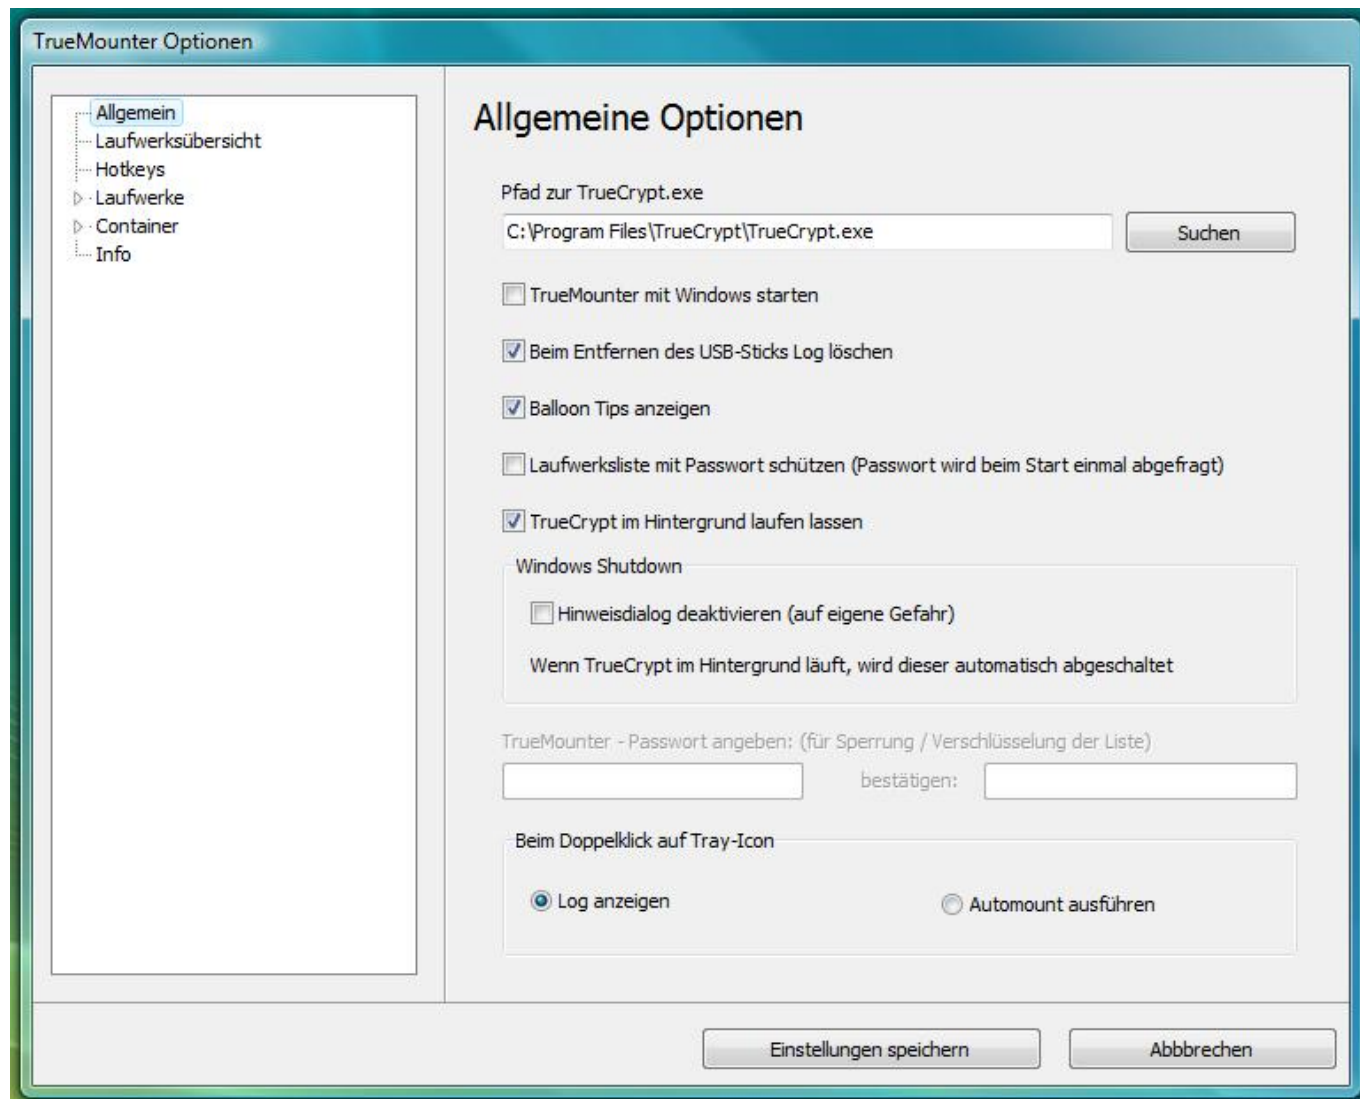 TrueMounter Optionen
Allgemein
Laufwerksübersicht
Hotkeys
Laufwerke
Container
Info
Allgemeine Optionen
Pfad zur TrueCrypt.exe
C:\Program Files\TrueCrypt\TrueCrypt.exe
Suchen
TrueMounter mit Windows starten
Beim Entfernen des USB-Sticks Log löschen
Balloon Tips anzeigen
Laufwerksliste mit Passwort schützen (Passwort wird beim Start einmal abgefragt)
TrueCrypt im Hintergrund laufen lassen
Windows Shutdown
Hinweisdialog deaktivieren (auf eigene Gefahr)
Wenn TrueCrypt im Hintergrund läuft, wird dieser automatisch abgeschaltet
TrueMounter - Passwort angeben: (für Sperrung / Verschlüsselung der Liste)
bestätigen:
Beim Doppelklick auf Tray-Icon
Log anzeigen
Automount ausführen
Einstellungen speichern
Abbbrechen